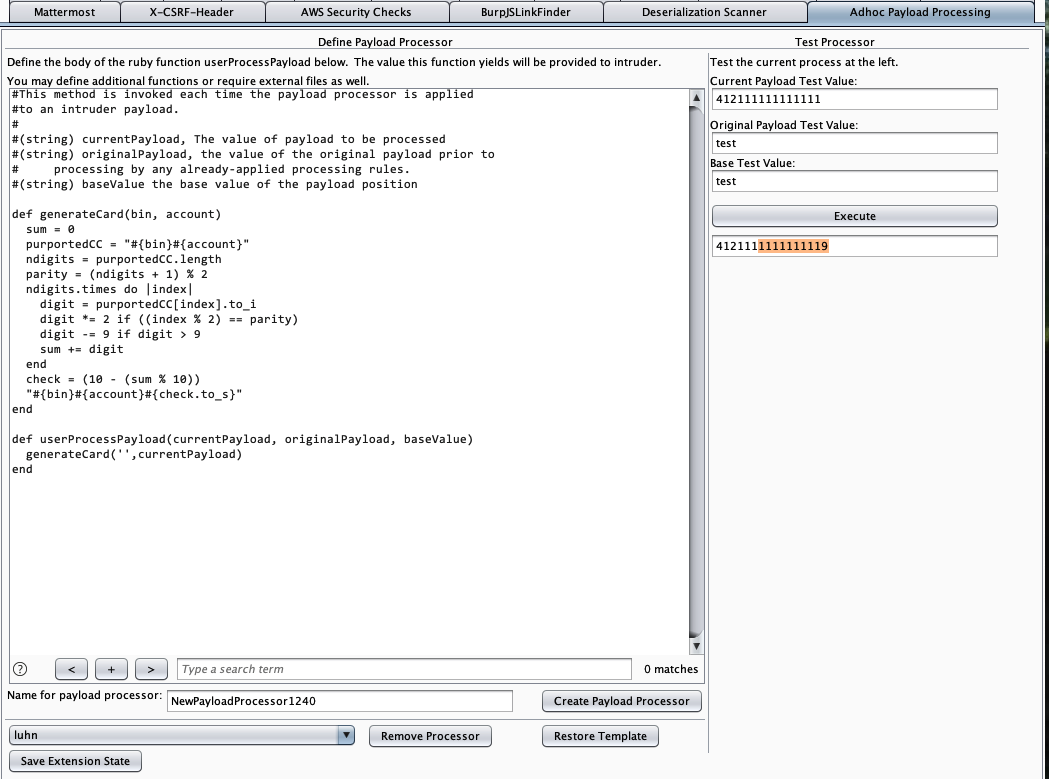 Mattermost
X-CSRF-Header
AWS Security Checks
BurpJSLinkFinder
Deserialization Scanner
Adhoc Payload Processing
Define Payload Processor
Define the body of the ruby function userProcessPayload below. The value this function yields will be provided to intruder.
You may define additional functions or require external files as well.
#This method is invoked each time the payload processor is applied
#to an intruder payload.
#
#(string) currentPayload, The value of payload to be processed
#(string) originalPayload, the value of the original payload prior to
#     processing by any already-applied processing rules.
#(string) baseValue the base value of the payload position

def generateCard(bin, account)
  sum = 0
  purportedCC = "#{bin}#{account}"
  ndigits = purportedCC.length
  parity = (ndigits + 1) % 2
  ndigits.times do |index|
    digit = purportedCC[index].to_i
    digit *= 2 if ((index % 2) == parity)
    digit -= 9 if digit > 9
    sum += digit
  end
  check = (10 - (sum % 10))
  "#{bin}#{account}#{check.to_s}"
end

def userProcessPayload(currentPayload, originalPayload, baseValue)
  generateCard('',currentPayload)
end
?
<
+
>
Type a search term
0 matches
Name for payload processor:
NewPayloadProcessor1240
Create Payload Processor
luhn
Remove Processor
Restore Template
Save Extension State
Test Processor
Test the current process at the left.
Current Payload Test Value:
412111111111111
Original Payload Test Value:
test
Base Test Value:
test
Execute
4121111111111119